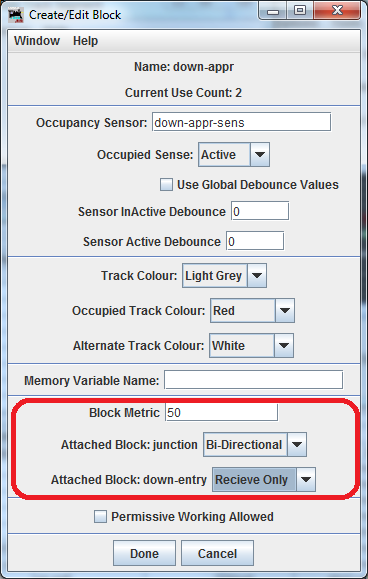 Create/Edit Block
Window Help
Name: down-appr
Current Use Count: 2
Occupancy Sensor: down-appr-sens
Occupied Sense: Active
Use Global Debounce Values
Sensor InActive Debounce 0
Sensor Active Debounce 0
Track Colour: Light Grey
Occupied Track Colour: Red
Alternate Track Colour: White
Memory Variable Name:
Block Metric 50
Attached Block: junction Bi-Directional
Attached Block: down-entry Recieve Only
Permissive Working Allowed
Done Cancel